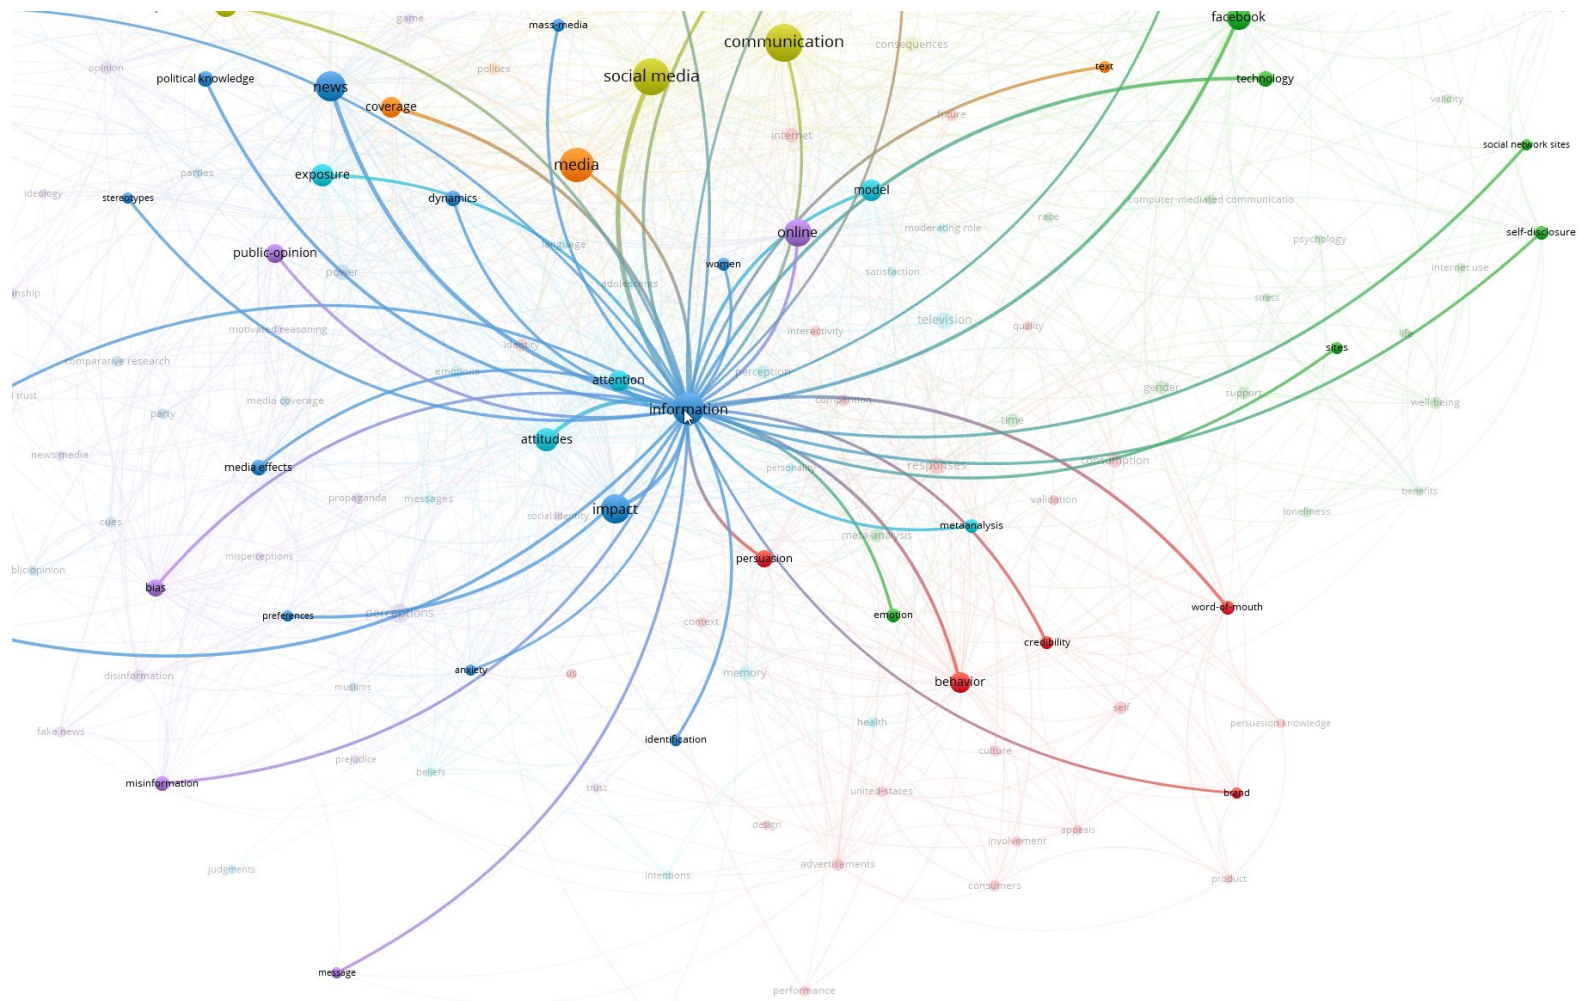 game
mass-media
communication
consequences
facebook
opinion
political knowledge
news
politics
social media
text
technology
coverage
validity
future
internet
social network sites
media
parties
exposure
ideology
stereotypes
dynamics
model
computer-mediated communicatio
race
moderating role
online
self-disclosure
psychology
public-opinion
language
women
satisfaction
internet use
power
adolescents
inship
stress
television
motivated reasoning
interactivity
quality
life
identity
sites
comparative research
emotions
attention
perception
gender
support
l trust
media coverage
competition
well-being
party
information
time
attitudes
news media
media effects
personality
responses
consumption
propaganda
messages
validation
benefits
impact
social identity
loneliness
cues
metaanalysis
meta-analysis
misperceptions
persuasion
blic opinion
bias
word-of-mouth
preferences
perceptions
emotion
context
credibility
anxiety
us
memory
behavior
disinformation
muslims
self
health
persuasion knowledge
fake news
identification
culture
prejudice
beliefs
misinformation
trust
united-states
brand
design
appeals
involvement
advertisements
judgments
intentions
consumers
product
message
performance